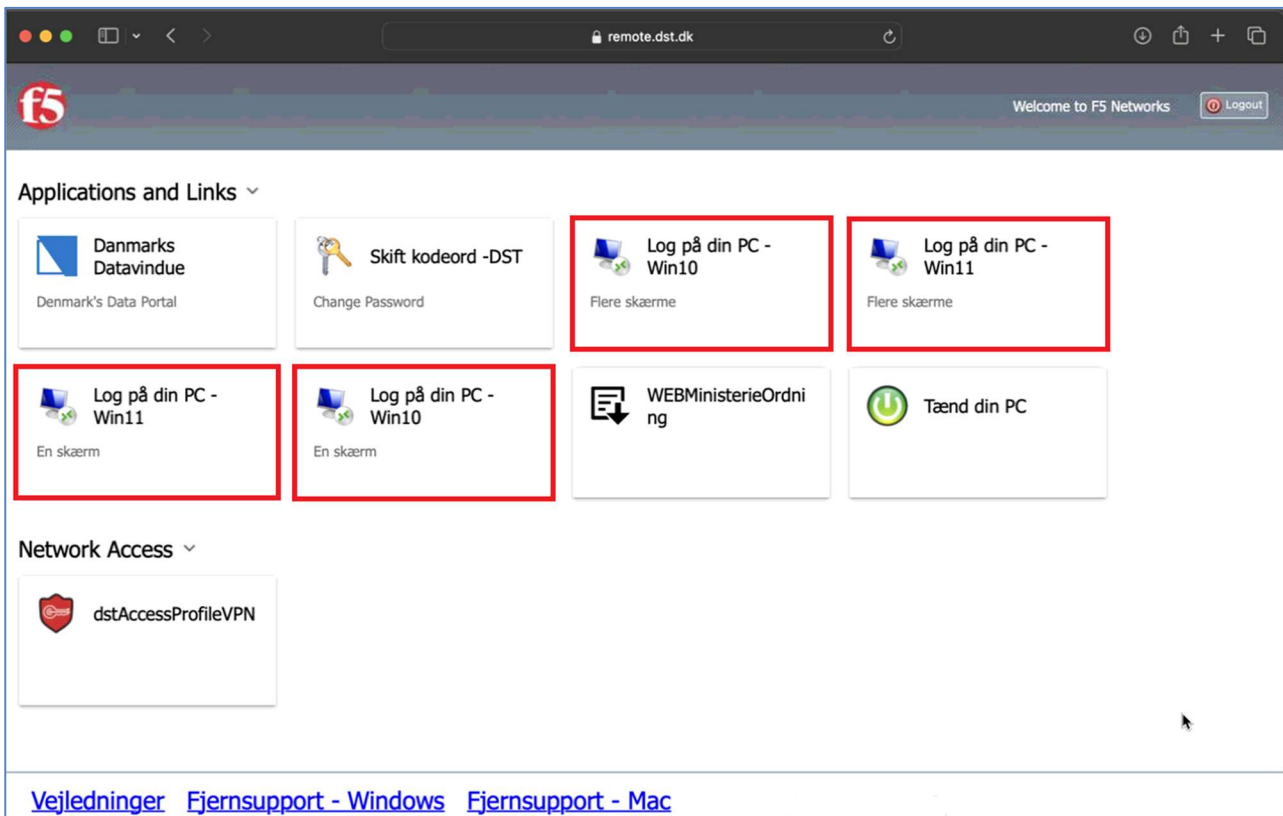 remote.dst.dk
f5
Welcome to F5 Networks
Logout
Applications and Links
Danmarks
Datavindue
Denmark's Data Portal
Skift kodeord -DST
Change Password
Log på din PC -
Win10
Flere skærme
Log på din PC -
Win11
Flere skærme
Log på din PC -
Win11
En skærm
Log på din PC -
Win10
En skærm
WEBMinisterieOrdni
ng
Tænd din PC
Network Access
dstAccessProfileVPN
Vejledninger Fjernsupport - Windows Fjernsupport - Mac